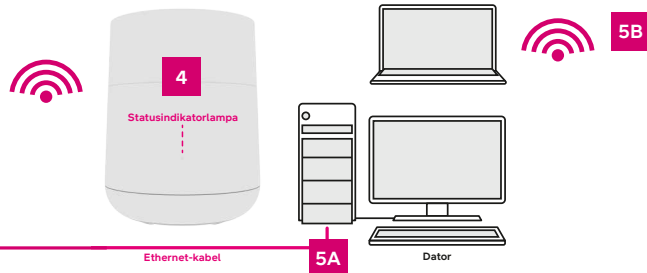 5B
4
Statusindikatorlampa
Ethernet-kabel
5A
Dator